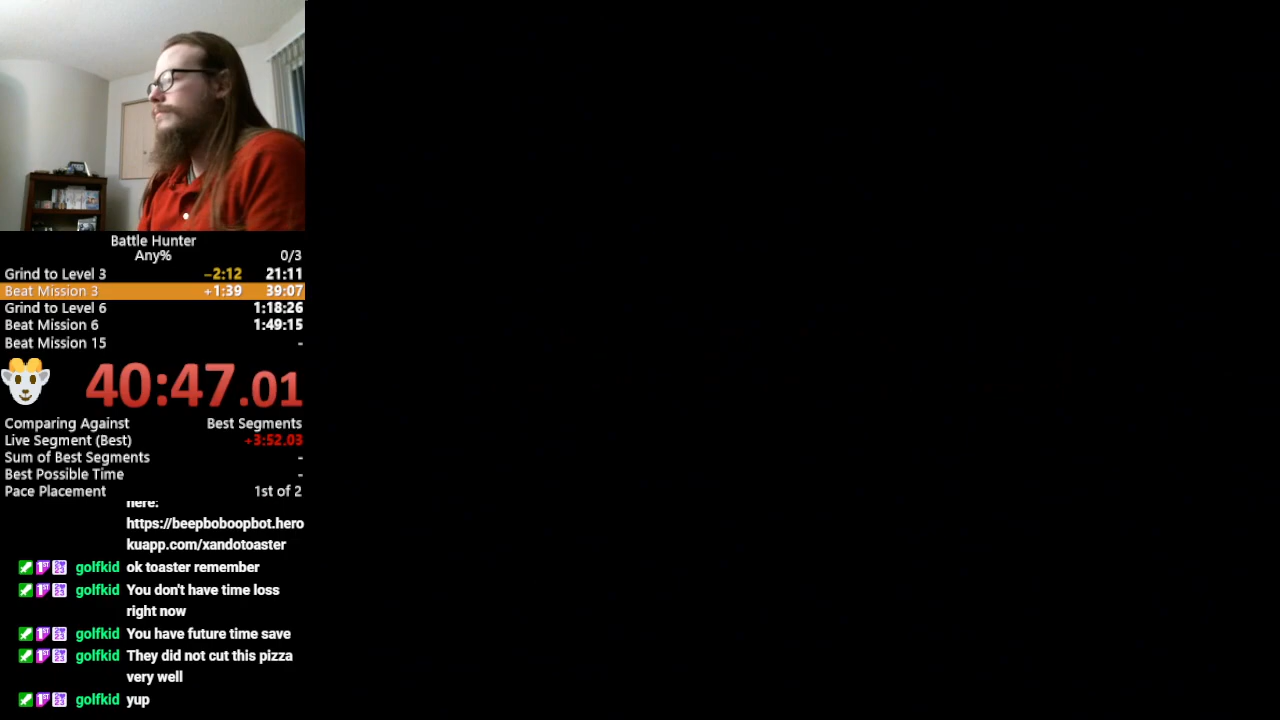 Battle Hunter
Any% 0/3
Grind to Level 3 −2:12 21:11
Beat Mission 3 +1:39 39:07
Grind to Level 6 1:18:26
Beat Mission 6 1:49:15
Beat Mission 15 -
40:47.01
Comparing Against Best Segments
Live Segment (Best) +3:52.03
Sum of Best Segments -
Best Possible Time -
Pace Placement 1st of 2
here:
https://beepboboopbot.hero
kuapp.com/xandotoaster
golfkid ok toaster remember
golfkid You don't have time loss
right now
golfkid You have future time save
golfkid They did not cut this pizza
very well
golfkid yup